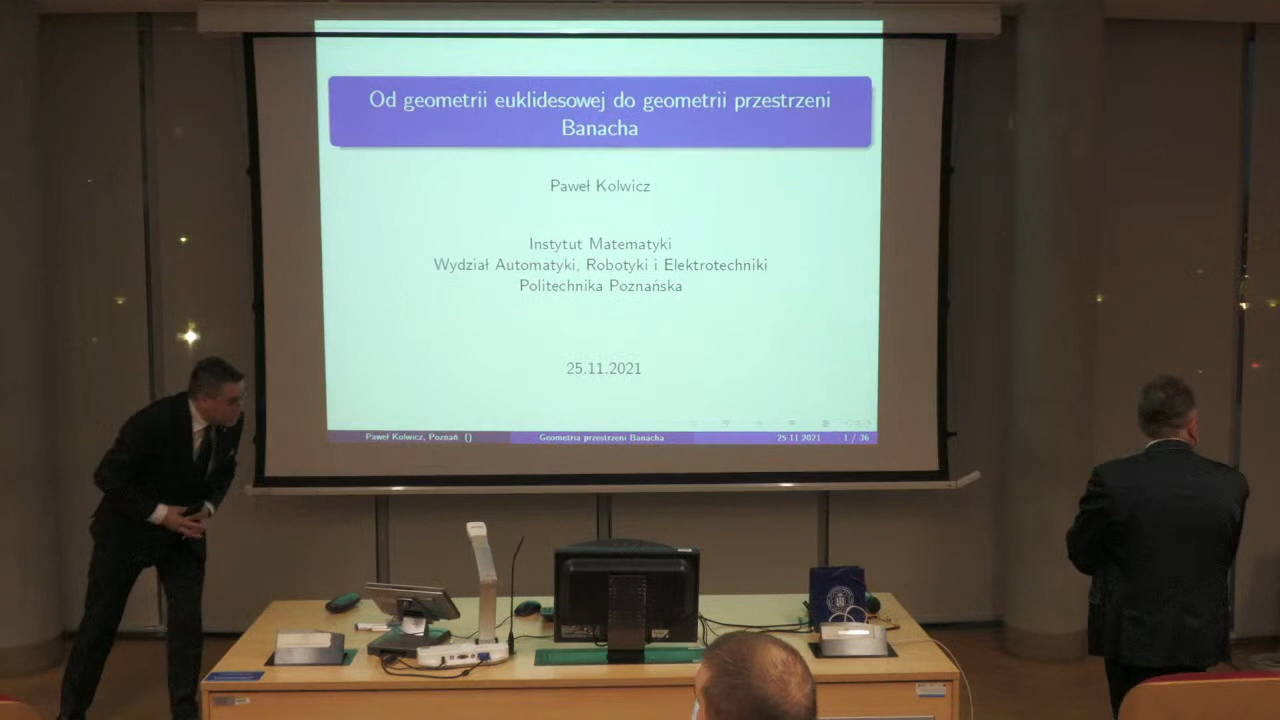 Od geometrii euklidesowej do geometrii przestrzeni
Banacha
Paweł Kolwicz
Instytut Matematyki
Wydział Automatyki, Robotyki i Elektrotechniki
Politechnika Poznańska
25.11.2021
Paweł Kolwicz, Poznań () Geometria przestrzeni Banacha 25.11.2021 1 / 36